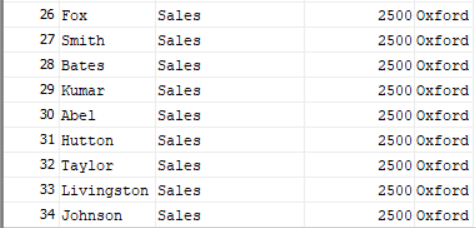 26 Fox Sales 2500 Oxford
27 Smith Sales 2500 Oxford
28 Bates Sales 2500 Oxford
29 Kumar Sales 2500 Oxford
30 Abel Sales 2500 Oxford
31 Hutton Sales 2500 Oxford
32 Taylor Sales 2500 Oxford
33 Livingston Sales 2500 Oxford
34 Johnson Sales 2500 Oxford